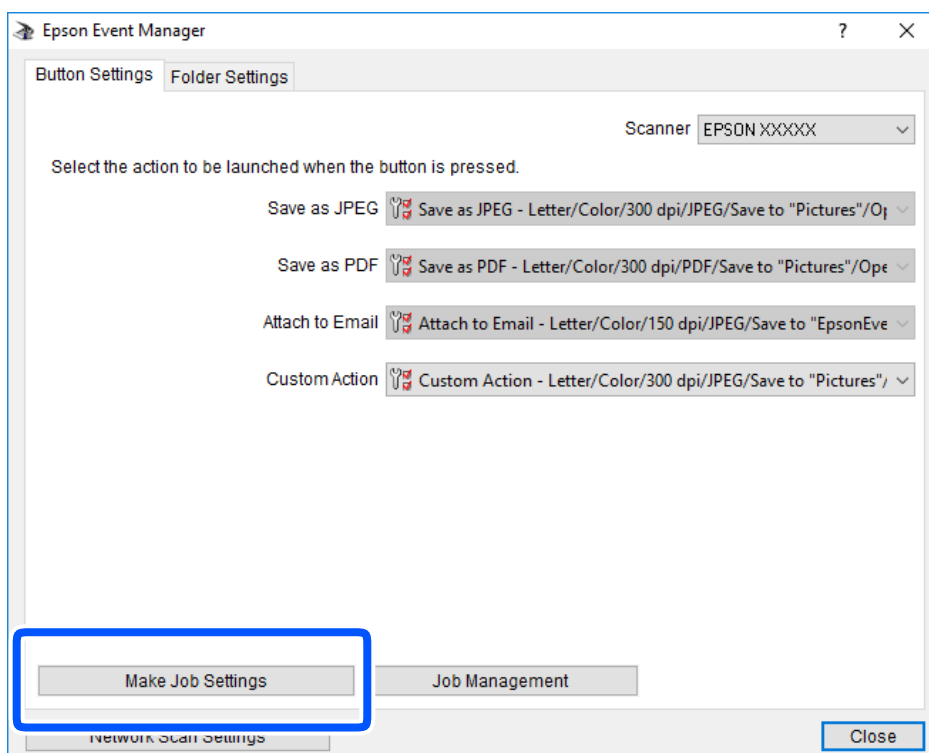 Epson Event Manager
Button Settings Folder Settings
Scanner EPSON XXXXX
Select the action to be launched when the button is pressed.
Save as JPEG Save as JPEG - Letter/Color/300 dpi/JPEG/Save to "Pictures"/Op
Save as PDF Save as PDF - Letter/Color/300 dpi/PDF/Save to "Pictures"/Ope
Attach to Email Attach to Email - Letter/Color/150 dpi/JPEG/Save to "EpsonEve
Custom Action Custom Action - Letter/Color/300 dpi/JPEG/Save to "Pictures"/
Make Job Settings Job Management
Network Scan Settings Close